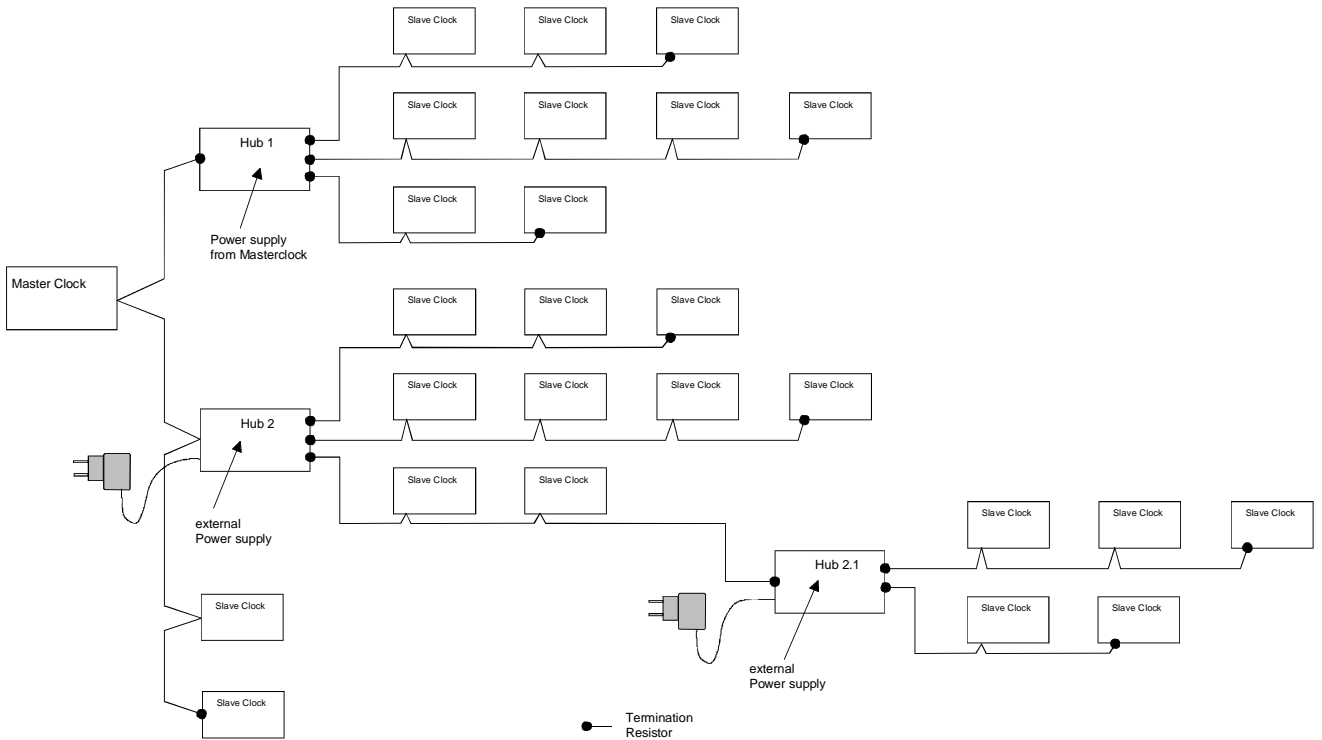 Slave Clock Slave Clock Slave Clock
Slave Clock Slave Clock Slave Clock Slave Clock
Hub 1
Slave Clock Slave Clock
Power supply
from Masterclock
Master Clock
Slave Clock Slave Clock Slave Clock
Slave Clock Slave Clock Slave Clock Slave Clock
Hub 2
Slave Clock Slave Clock
external
Power supply
Slave Clock Slave Clock Slave Clock
Hub 2.1
Slave Clock Slave Clock
external
Power supply
Slave Clock
Slave Clock
Termination
Resistor